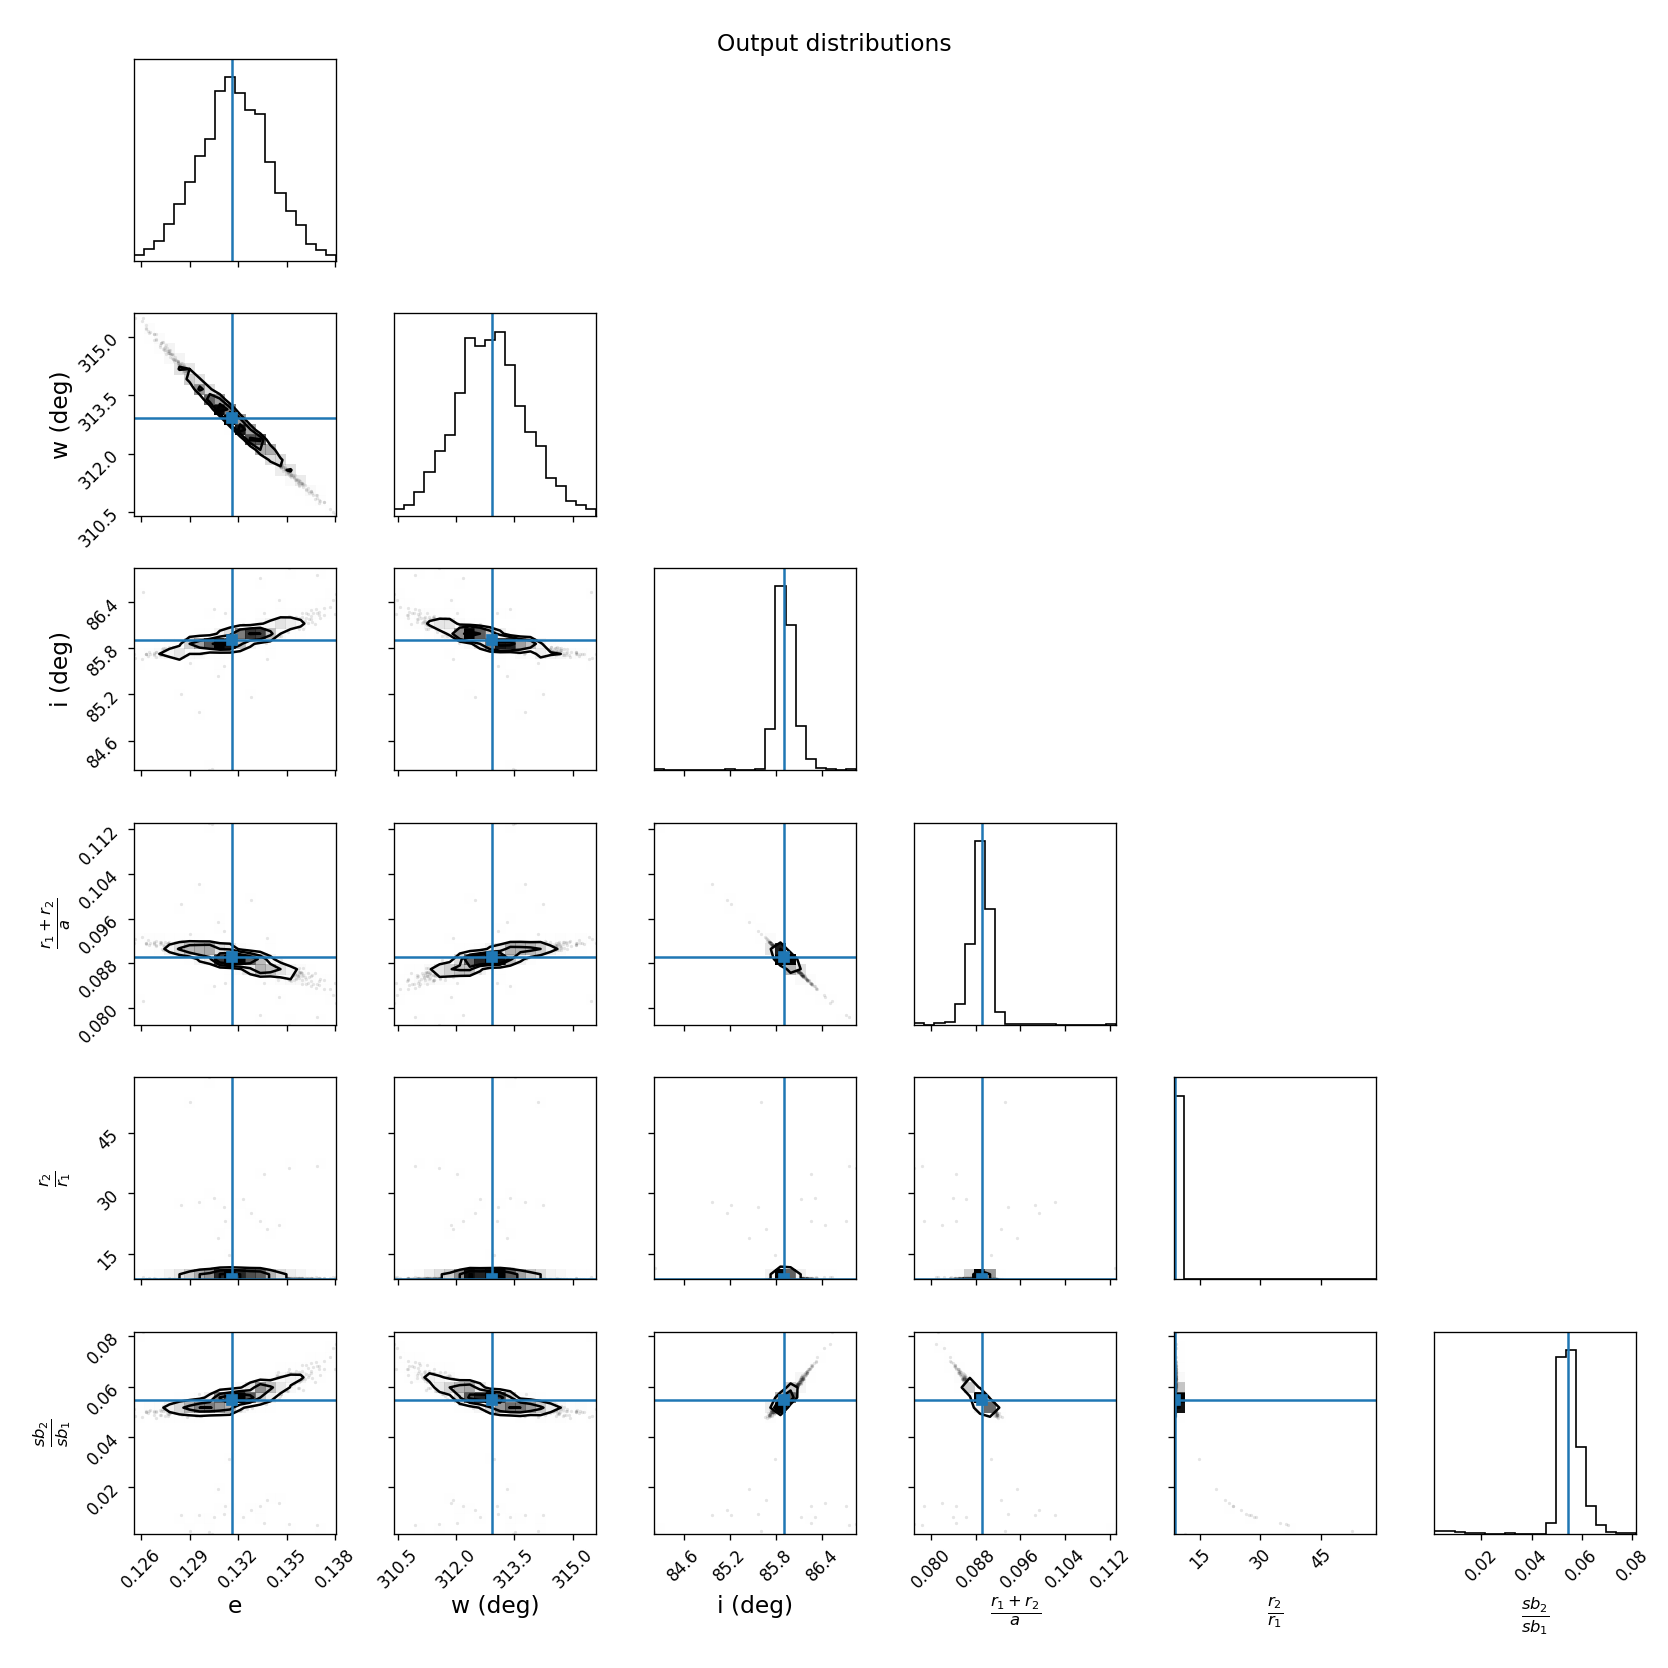 Output distributions
w (deg)
315.0
313.5
312.0
310.5
i (deg)
86.4
85.8
85.2
84.6
r1 + r2
a
0.112
0.104
0.096
0.088
0.080
r2
r1
45
30
15
sb2
sb1
0.08
0.06
0.04
0.02
0.126 0.129 0.132 0.135 0.138 310.5 312.0 313.5 315.0 84.6 85.2 85.8 86.4 0.080 0.088 0.096 0.104 0.112 15 30 45 0.02 0.04 0.06 0.08
e w (deg) i (deg) r1 + r2 r2 sb2
a r1 sb1